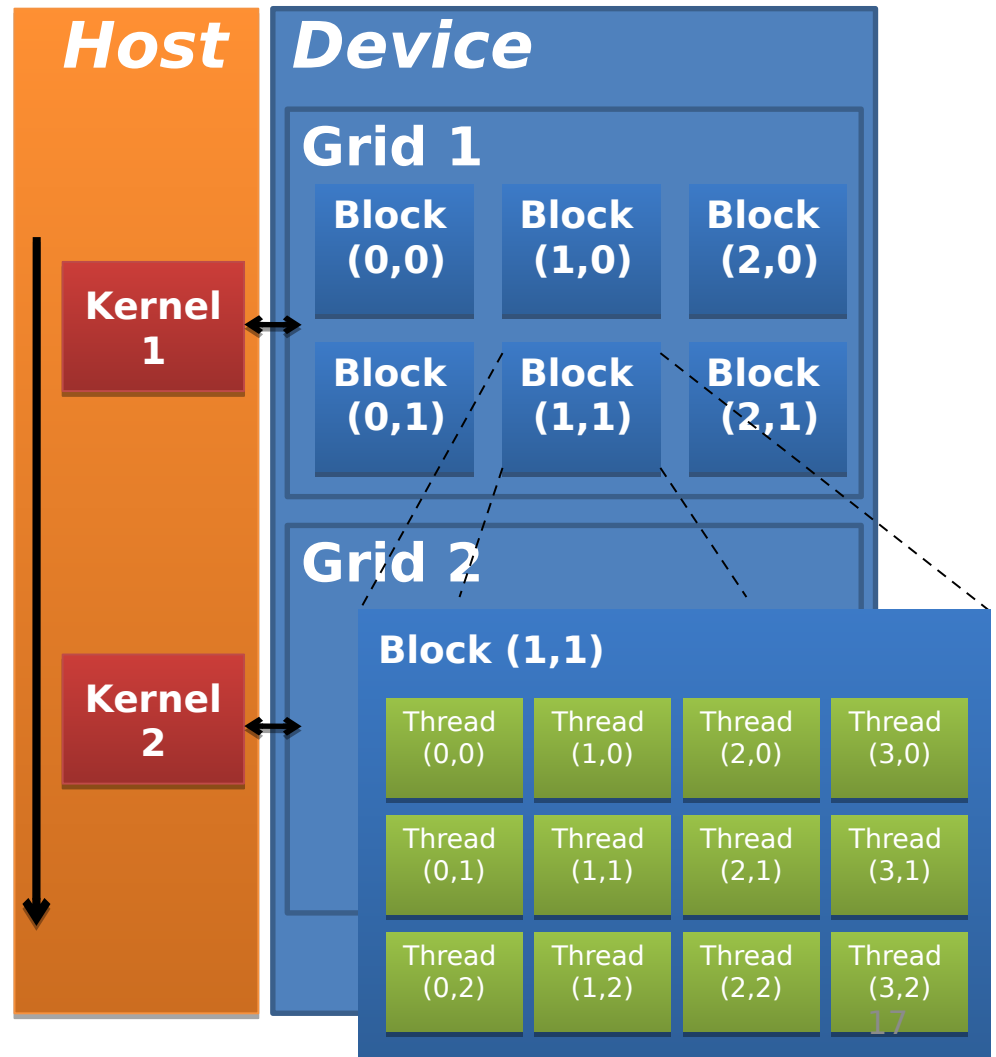 Host
Device
Grid 1
Block
(0,0)
Block
(1,0)
Block
(2,0)
Kernel
1
Block
(0,1)
Block
(1,1)
Block
(2,1)
Grid 2
Kernel
2
Block (1,1)
Thread
(0,0)
Thread
(1,0)
Thread
(2,0)
Thread
(3,0)
Thread
(0,1)
Thread
(1,1)
Thread
(2,1)
Thread
(3,1)
Thread
(0,2)
Thread
(1,2)
Thread
(2,2)
Thread
(3,2)
17